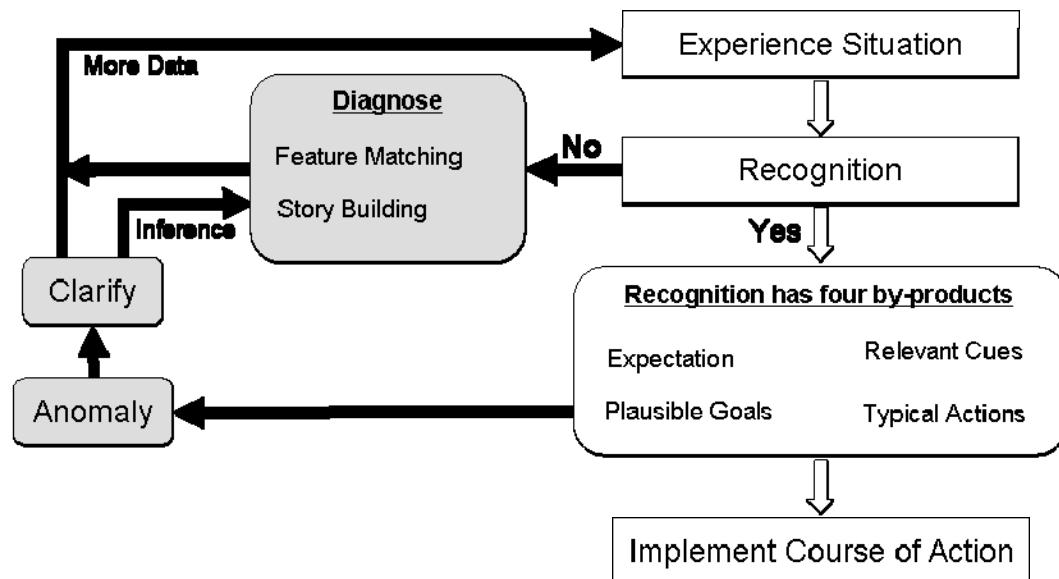 Experience Situation
More Data
Diagnose
Feature Matching
Story Building
No
Recognition
Inference
Yes
Clarify
Recognition has four by-products
Expectation
Relevant Cues
Plausible Goals
Typical Actions
Anomaly
Implement Course of Action